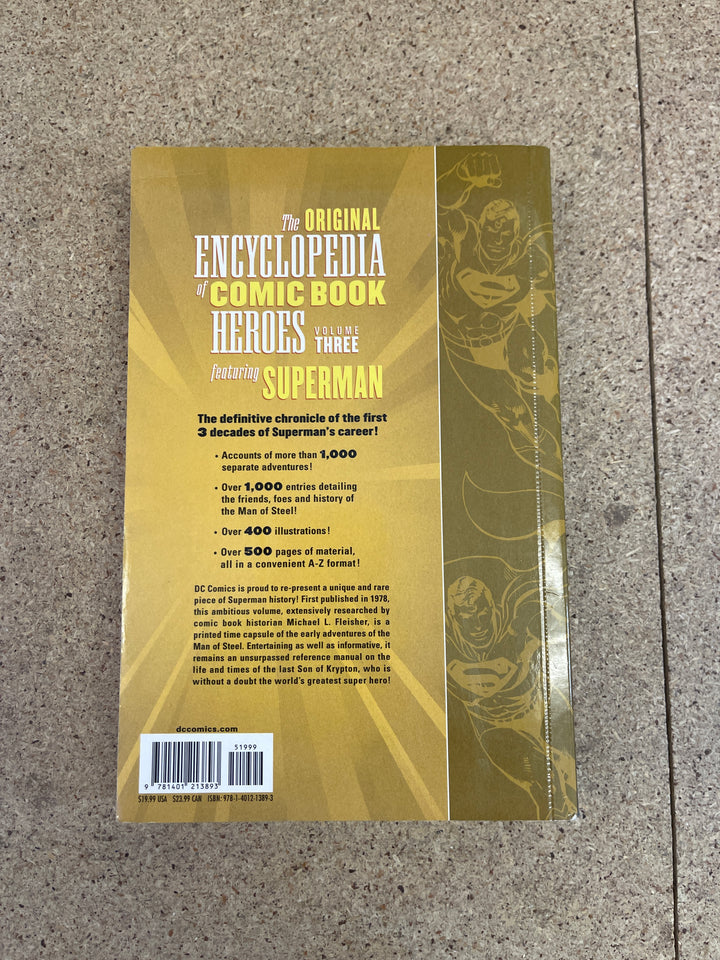 The ORIGINAL
ENCYCLOPEDIA
of COMIC BOOK
HEROES VOLUME THREE
featuring SUPERMAN
The definitive chronicle of the first
3 decades of Superman's career!
• Accounts of more than 1,000
separate adventures!
• Over 1,000 entries detailing
the friends, foes and history of
the Man of Steel!
• Over 400 illustrations!
• Over 500 pages of material,
all in a convenient A-Z format!
DC Comics is proud to re-present a unique and rare
piece of Superman history! First published in 1978,
this ambitious volume, extensively researched by
comic book historian Michael L. Fleisher, is a
printed time capsule of the early adventures of the
Man of Steel. Entertaining as well as informative, it
remains an unsurpassed reference manual on the
life and times of the last Son of Krypton, who is
without a doubt the world's greatest super hero!
dccomics.com
51999
9 781401 213893
$19.99 USA $23.99 CAN ISBN: 978-1-4012-1389-3